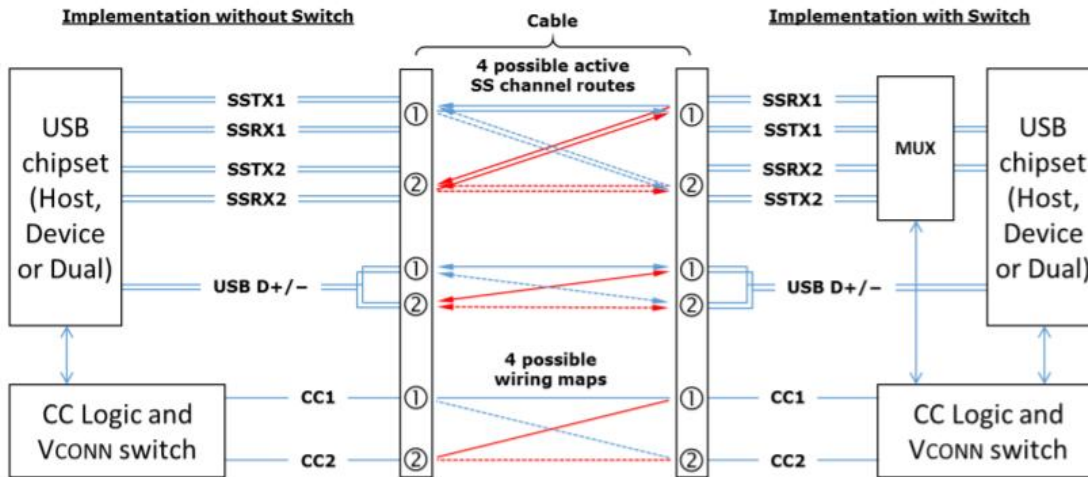 Implementation without Switch
Implementation with Switch
Cable
4 possible active
SS channel routes
USB
chipset
(Host,
Device
or Dual)
SSTX1
SSRX1
SSTX2
SSRX2
USB D+/−
①
②
①
②
①
②
①
②
①
②
①
②
SSRX1
SSTX1
SSRX2
SSTX2
USB D+/−
MUX
USB
chipset
(Host,
Device
or Dual)
4 possible
wiring maps
CC Logic and
VCONN switch
CC1
CC2
CC1
CC2
CC Logic and
VCONN switch